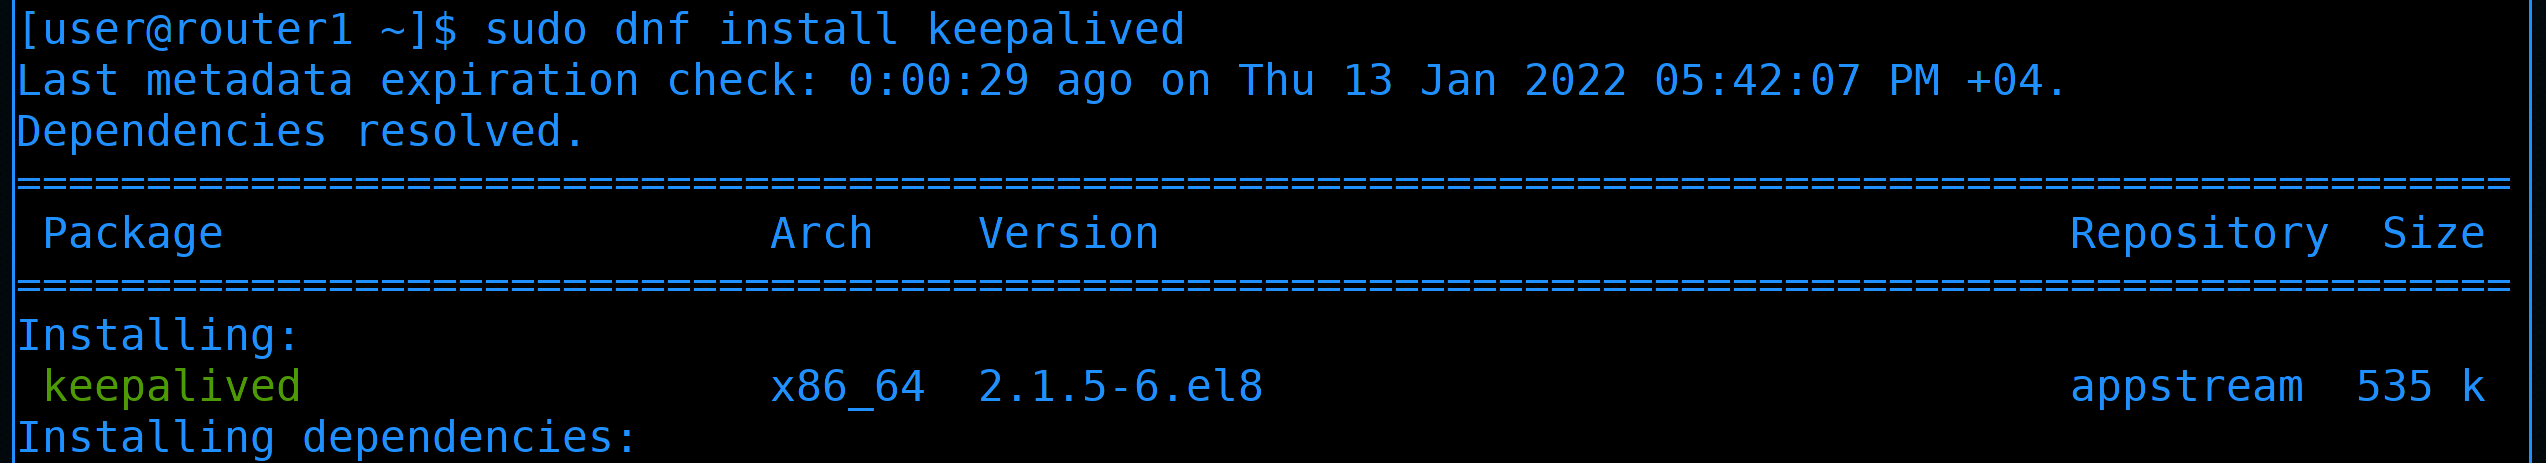 [user@router1 ~]$ sudo dnf install keepalived
Last metadata expiration check: 0:00:29 ago on Thu 13 Jan 2022 05:42:07 PM +04.
Dependencies resolved.
================================================================================================
 Package                     Arch    Version                                   Repository  Size
================================================================================================
Installing:
 keepalived                  x86_64  2.1.5-6.el8                               appstream  535 k
Installing dependencies: